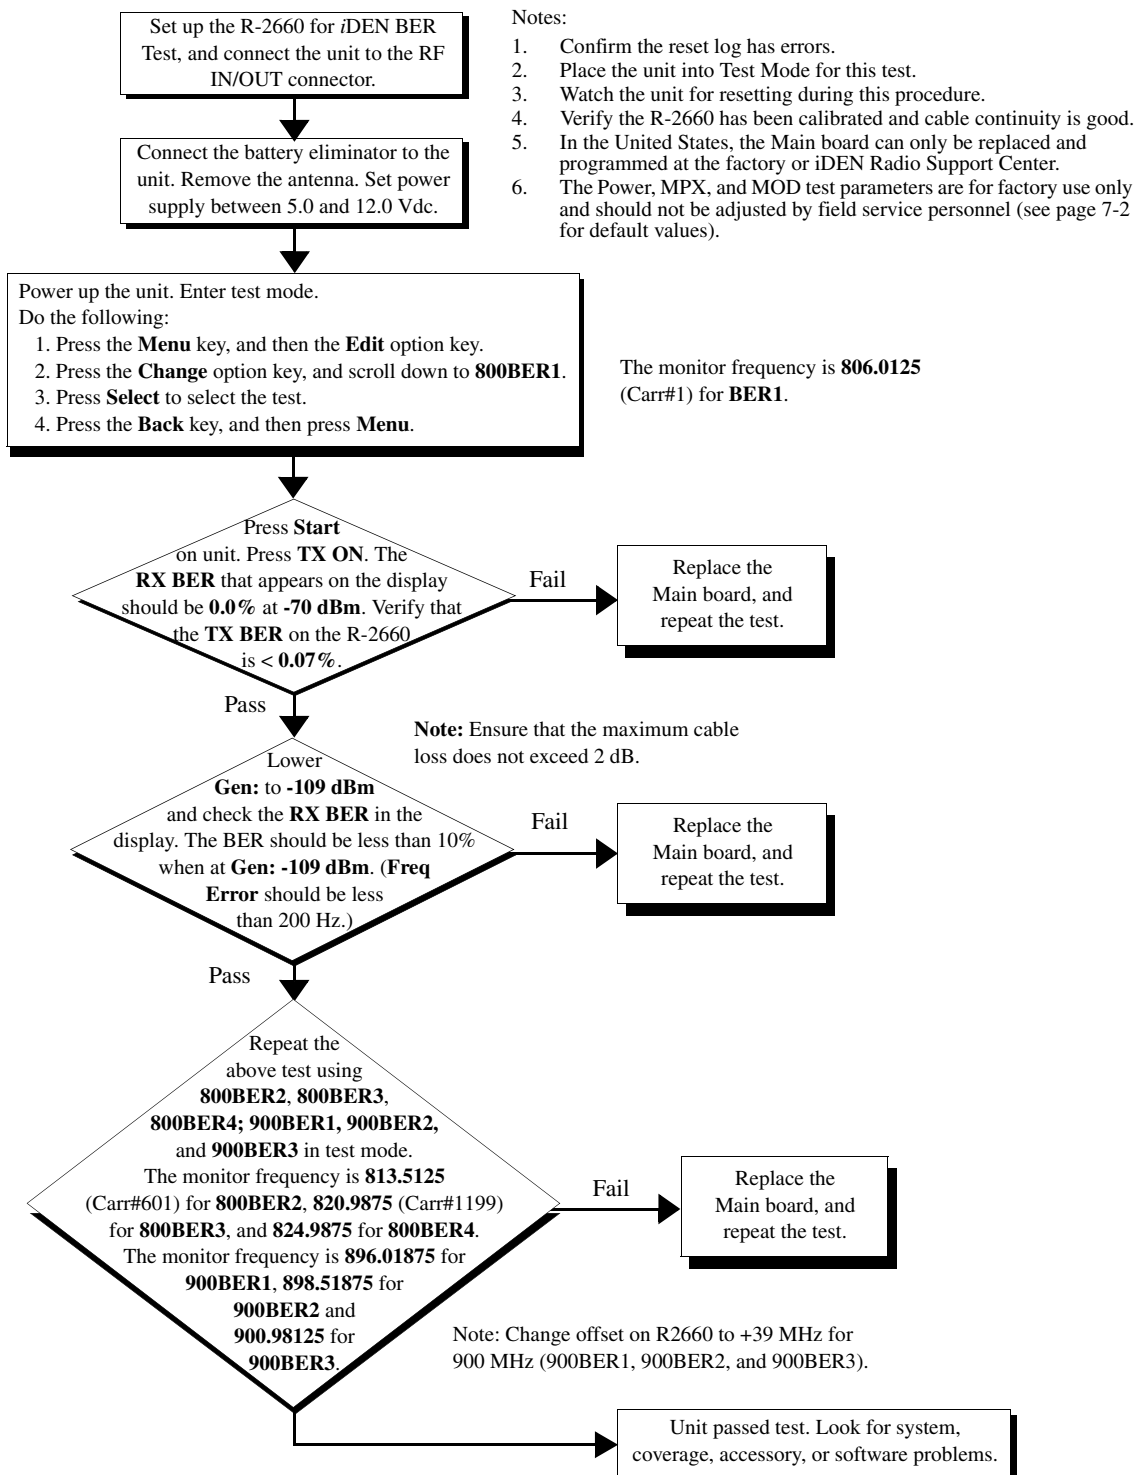 Set up the R-2660 for iDEN BER
Test, and connect the unit to the RF
IN/OUT connector.
Notes:
1. Confirm the reset log has errors.
2. Place the unit into Test Mode for this test.
3. Watch the unit for resetting during this procedure.
4. Verify the R-2660 has been calibrated and cable continuity is good.
5. In the United States, the Main board can only be replaced and
programmed at the factory or iDEN Radio Support Center.
6. The Power, MPX, and MOD test parameters are for factory use only
and should not be adjusted by field service personnel (see page 7-2
for default values).
Connect the battery eliminator to the
unit. Remove the antenna. Set power
supply between 5.0 and 12.0 Vdc.
Power up the unit. Enter test mode.
Do the following:
1. Press the Menu key, and then the Edit option key.
2. Press the Change option key, and scroll down to 800BER1.
3. Press Select to select the test.
4. Press the Back key, and then press Menu.
The monitor frequency is 806.0125
(Carr#1) for BER1.
Press Start
on unit. Press TX ON. The
RX BER that appears on the display
should be 0.0% at -70 dBm. Verify that
the TX BER on the R-2660
is < 0.07%.
Fail
Replace the
Main board, and
repeat the test.
Pass
Note: Ensure that the maximum cable
loss does not exceed 2 dB.
Lower
Gen: to -109 dBm
and check the RX BER in the
display. The BER should be less than 10%
when at Gen: -109 dBm. (Freq
Error should be less
than 200 Hz.)
Fail
Replace the
Main board, and
repeat the test.
Pass
Repeat the
above test using
800BER2, 800BER3,
800BER4; 900BER1, 900BER2,
and 900BER3 in test mode.
The monitor frequency is 813.5125
(Carr#601) for 800BER2, 820.9875 (Carr#1199)
for 800BER3, and 824.9875 for 800BER4.
The monitor frequency is 896.01875 for
900BER1, 898.51875 for
900BER2 and
900.98125 for
900BER3.
Fail
Replace the
Main board, and
repeat the test.
Note: Change offset on R2660 to +39 MHz for
900 MHz (900BER1, 900BER2, and 900BER3).
Unit passed test. Look for system,
coverage, accessory, or software problems.